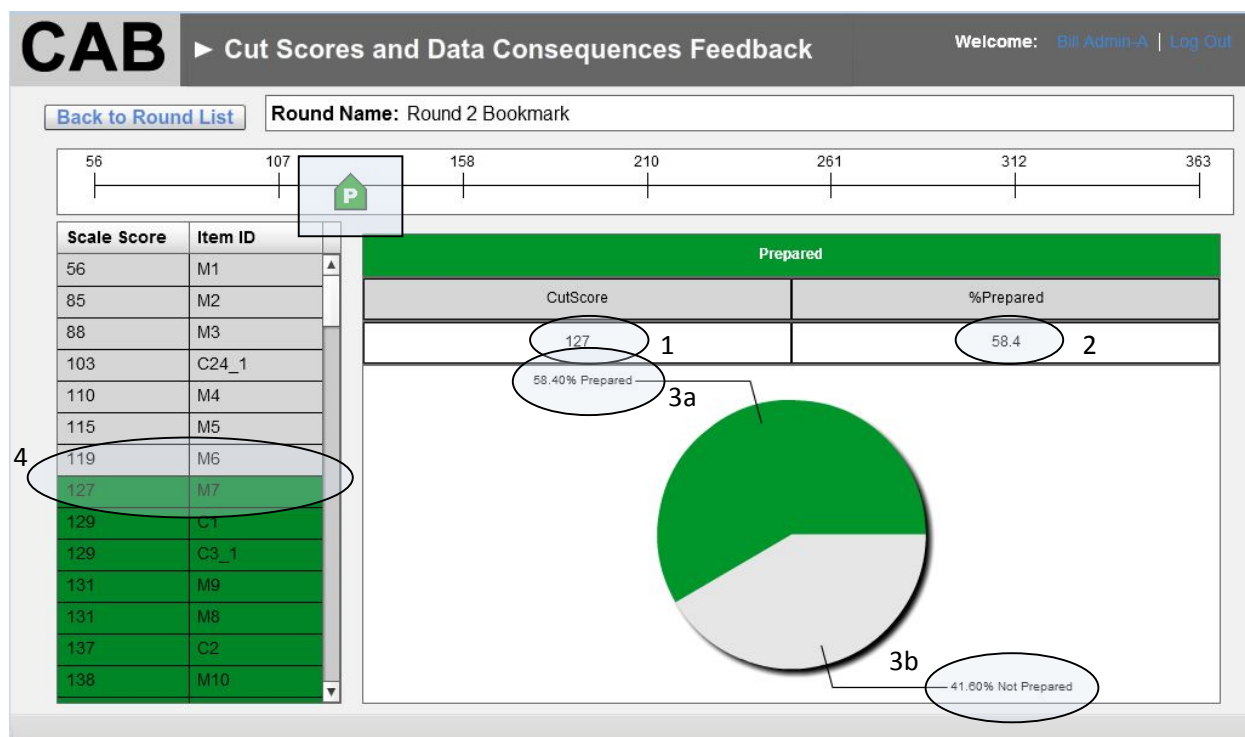 CAB ► Cut Scores and Data Consequences Feedback Welcome: Bill Admin-A | Log Out
Back to Round List Round Name: Round 2 Bookmark
56 107 158 210 261 312 363
P
Scale Score Item ID
56 M1
85 M2
88 M3
103 C24_1
110 M4
115 M5
119 M6
127 M7
129 C1
129 C3_1
131 M9
131 M8
137 C2
138 M10
4
Prepared
CutScore %Prepared
127 1 58.4 2
58.40% Prepared 3a
3b
41.60% Not Prepared